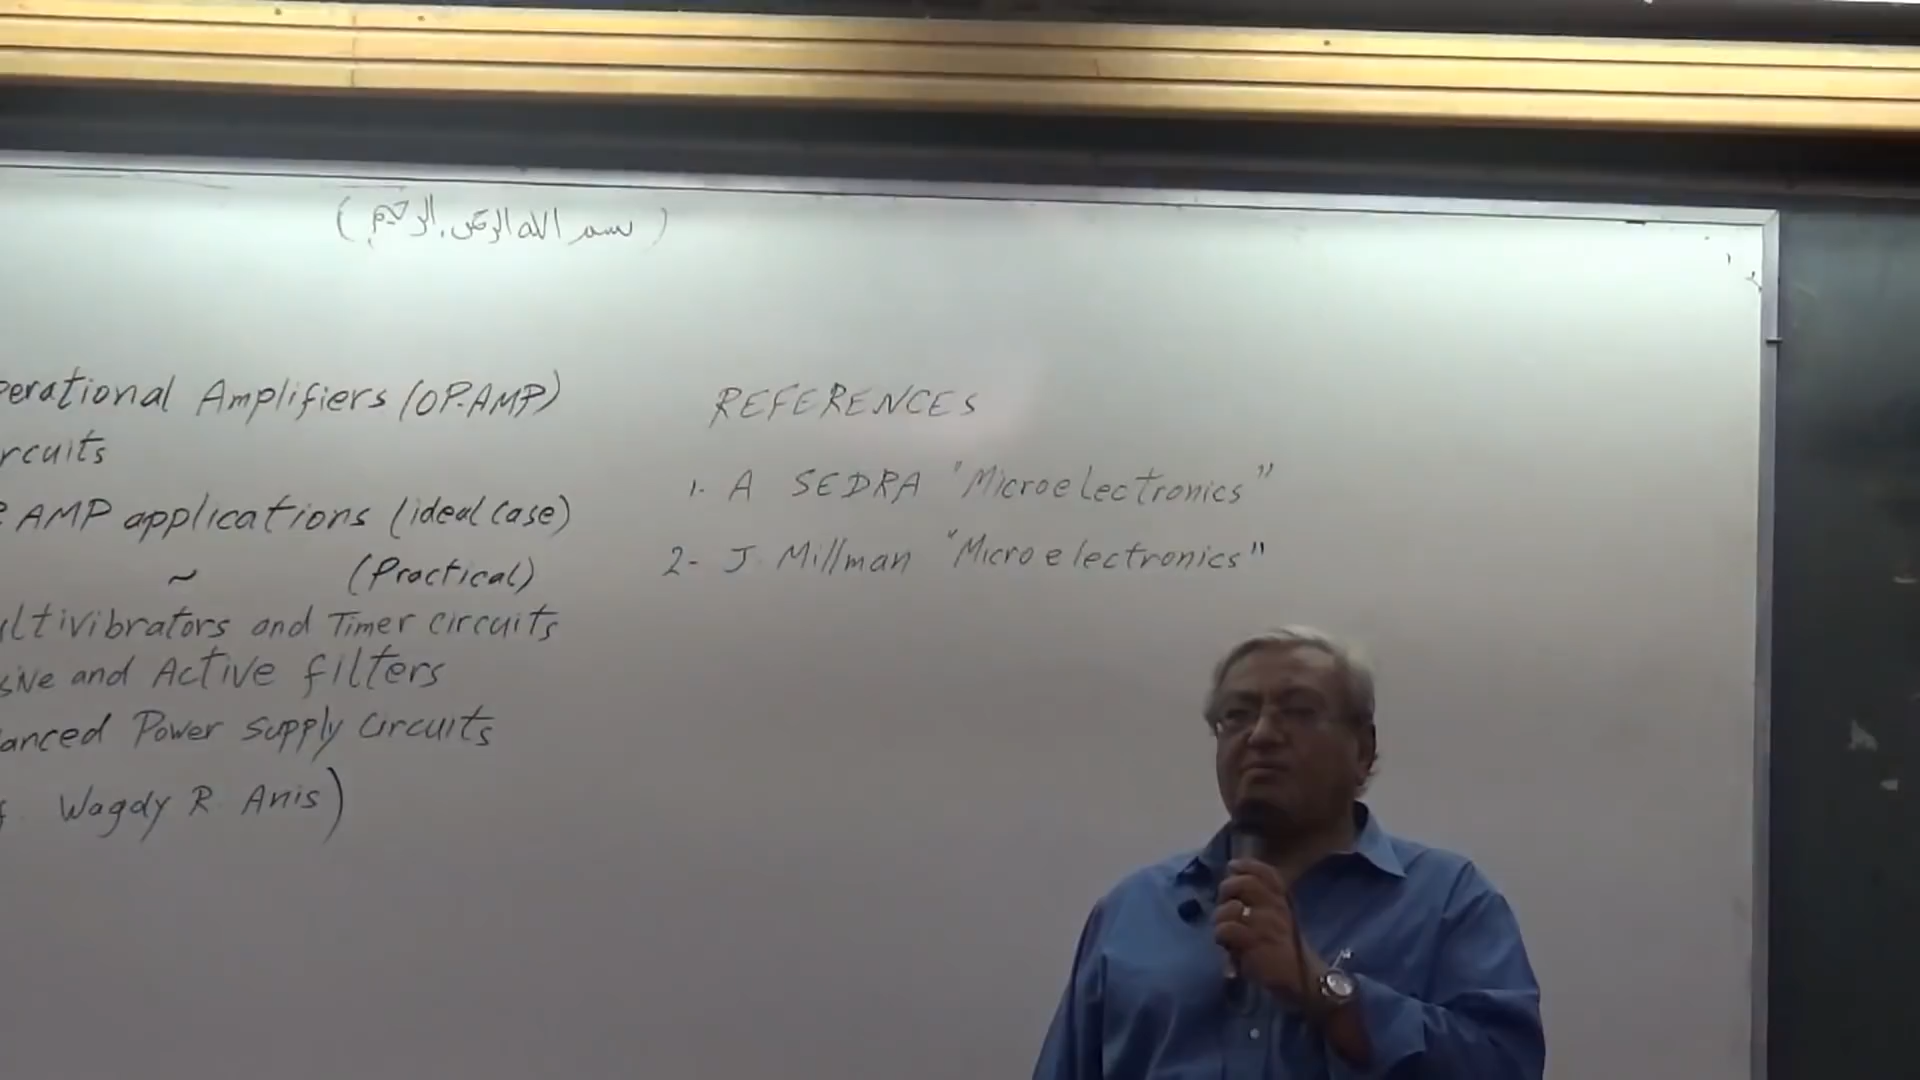 (بسم الله الرحمن الرحيم)
perational Amplifiers (OP.AMP)
rcuits
AMP applications (ideal case)
~ (Practical)
ltivibrators and Timer circuits
sive and Active filters
anced Power supply circuits
Wagdy R. Anis)
REFERENCES
1. A SEDRA "Microelectronics"
2- J. Millman "Microelectronics"